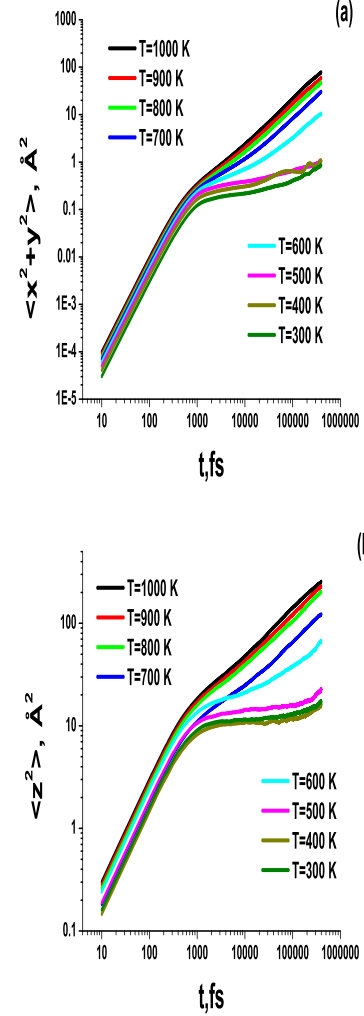 (a)
1000
100
10
1
0.1
0.01
1E-3
1E-4
1E-5
<x²+y²>, Å²
T=1000 K
T=900 K
T=800 K
T=700 K
T=600 K
T=500 K
T=400 K
T=300 K
10 100 1000 10000 100000 1000000
t,fs
100
10
1
0.1
<z²>, Å²
T=1000 K
T=900 K
T=800 K
T=700 K
T=600 K
T=500 K
T=400 K
T=300 K
10 100 1000 10000 100000 1000000
t,fs